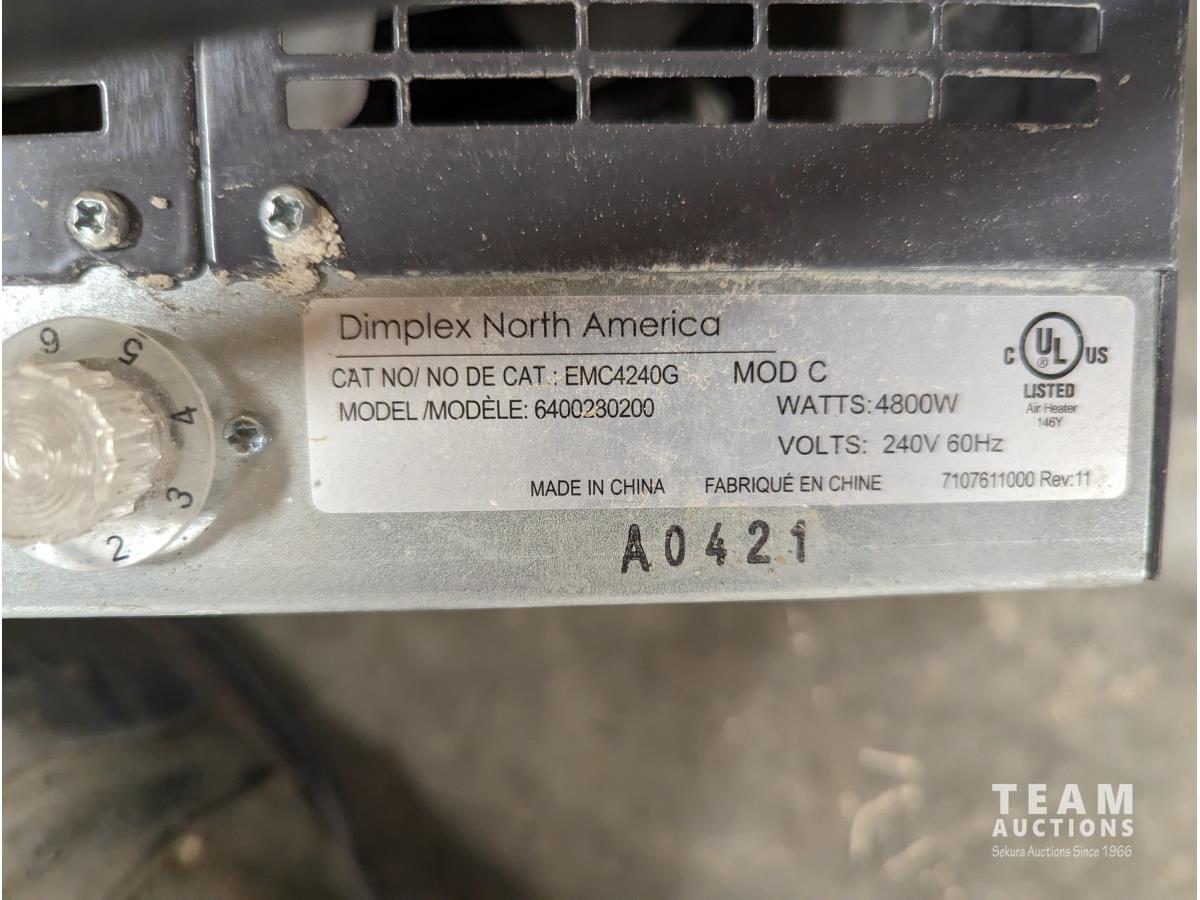 Dimplex North America
CAT NO/ NO DE CAT.: EMC4240G MOD C
MODEL /MODÈLE: 6400280200
WATTS: 4800W
VOLTS: 240V 60Hz
C UL® US
LISTED
Air Heater
146Y
MADE IN CHINA FABRIQUÉ EN CHINE 7107611000 Rev:11
A0421
6
5
4
3
2
TEAM
AUCTIONS
Sekura Auctions Since 1966